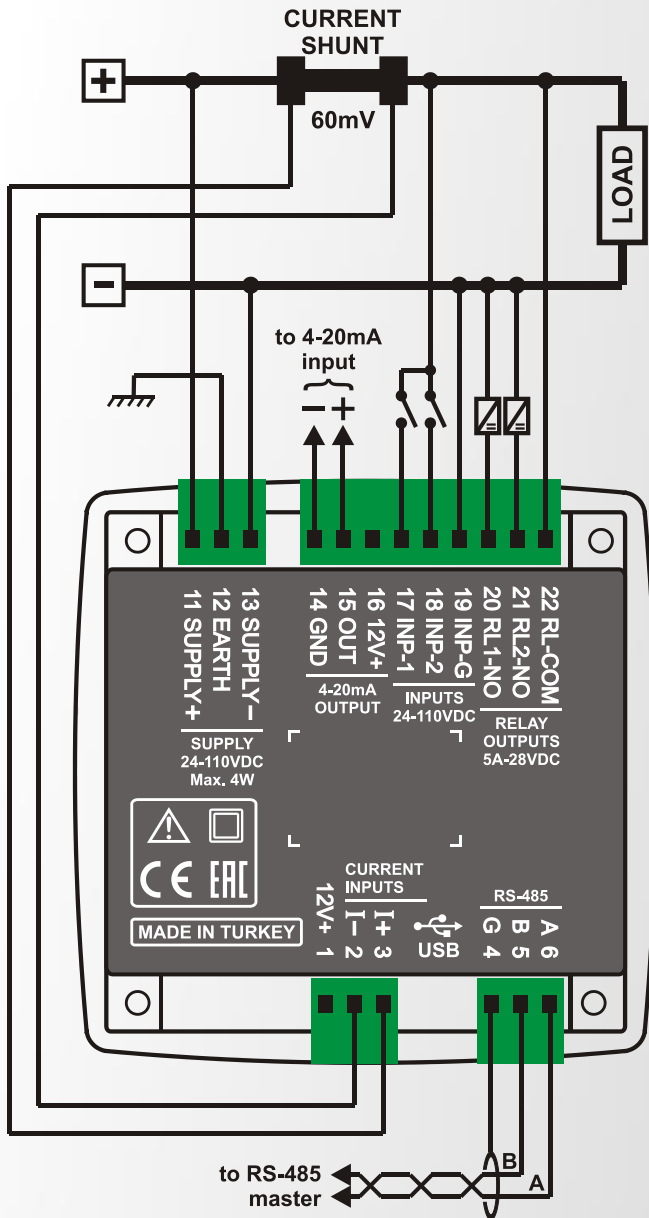 CURRENT
SHUNT
+
60mV
LOAD
-
to 4-20mA
input
− +
11 SUPPLY+
12 EARTH
13 SUPPLY−
14 GND
15 OUT
16 12V+
17 INP-1
18 INP-2
19 INP-G
20 RL1-NO
21 RL2-NO
22 RL-COM
SUPPLY
24-110VDC
Max. 4W
4-20mA
OUTPUT
INPUTS
24-110VDC
RELAY
OUTPUTS
5A-28VDC
CE EAC
MADE IN TURKEY
CURRENT
INPUTS
12V+ 1
I− 2
I+ 3
USB
RS-485
G 4
B 5
A 6
B
A
to RS-485
master